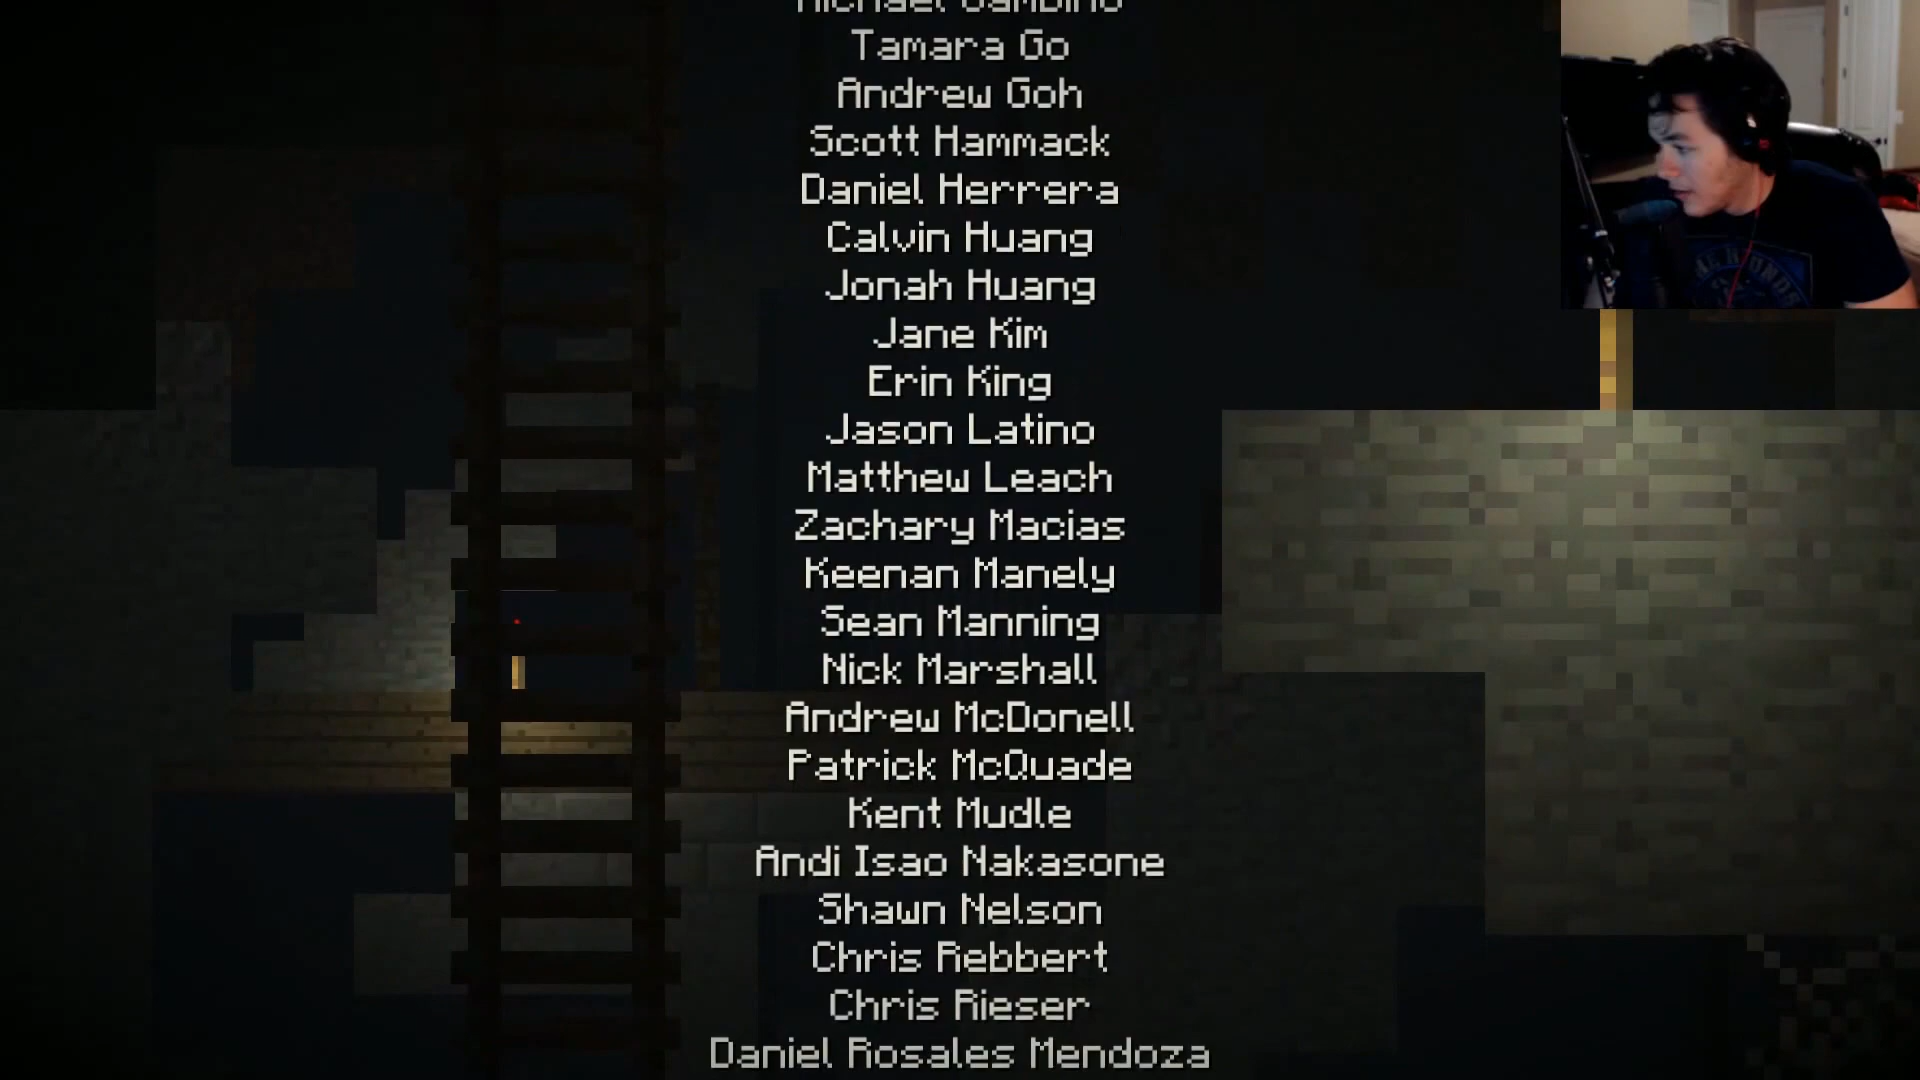 Tamara Go
Andrew Goh
Scott Hammack
Daniel Herrera
Calvin Huang
Jonah Huang
Jane Kim
Erin King
Jason Latino
Matthew Leach
Zachary Macias
Keenan Manely
Sean Manning
Nick Marshall
Andrew McDonell
Patrick McQuade
Kent Mudle
Andi Isao Nakasone
Shawn Nelson
Chris Rebbert
Chris Rieser
Daniel Rosales Mendoza